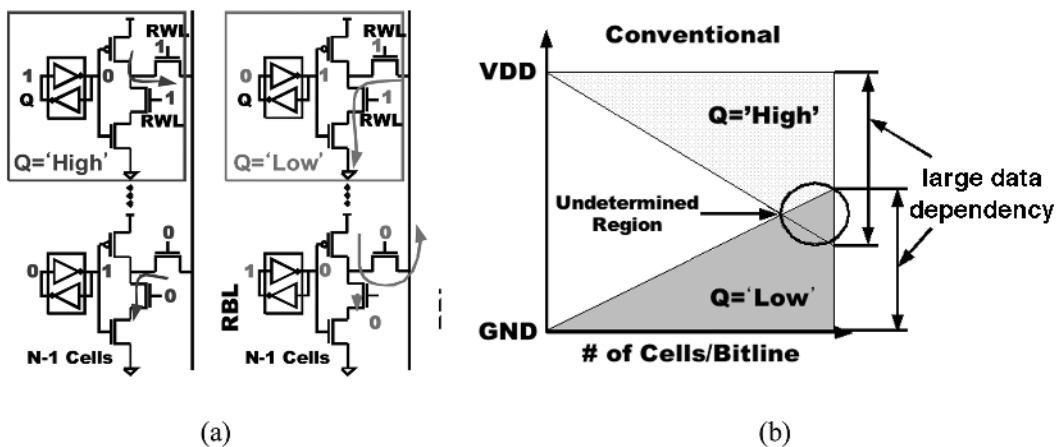 RWL
1
1
0
Q
1
RWL
Q='High'
RWL
1
0
1
Q
1
RWL
Q='Low'
0
0
1
0
N-1 Cells
RBL
0
1
0
0
N-1 Cells
(a)
Conventional
VDD
Q='High'
Undetermined
Region
large data
dependency
Q='Low'
GND
# of Cells/Bitline
(b)